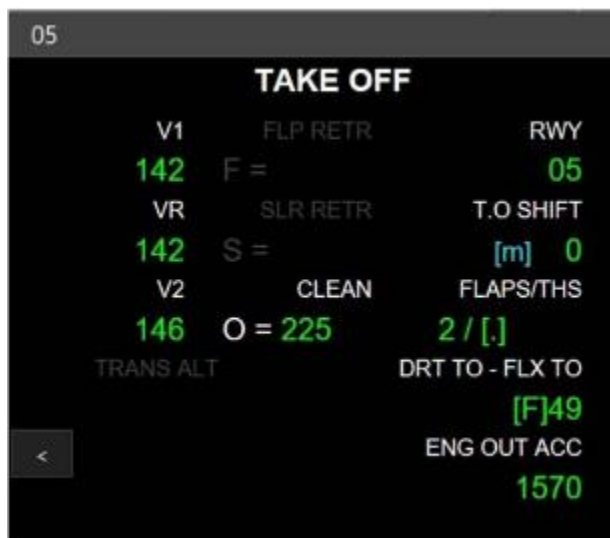 05
TAKE OFF
V1 FLP RETR RWY
142 F = 05
VR SLR RETR T.O SHIFT
142 S = [m] 0
V2 CLEAN FLAPS/THS
146 O = 225 2 / [.]
TRANS ALT DRT TO - FLX TO
[F]49
< ENG OUT ACC
1570